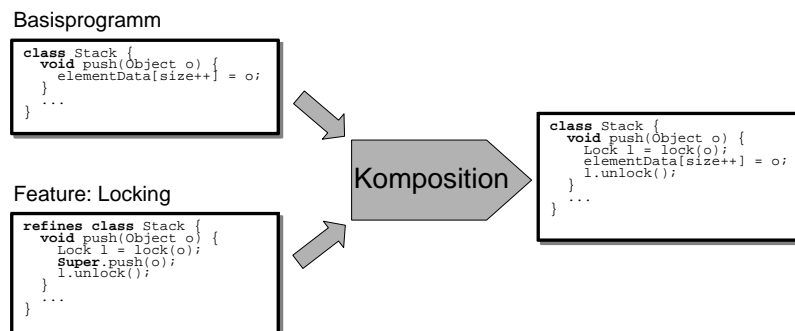 Basisprogramm
class Stack {
  void push(Object o) {
    elementData[size++] = o;
  }
  ...
}
Feature: Locking
refines class Stack {
  void push(Object o) {
    Lock l = lock(o);
    Super.push(o);
    l.unlock();
  }
  ...
}
Komposition
class Stack {
  void push(Object o) {
    Lock l = lock(o);
    elementData[size++] = o;
    l.unlock();
  }
  ...
}